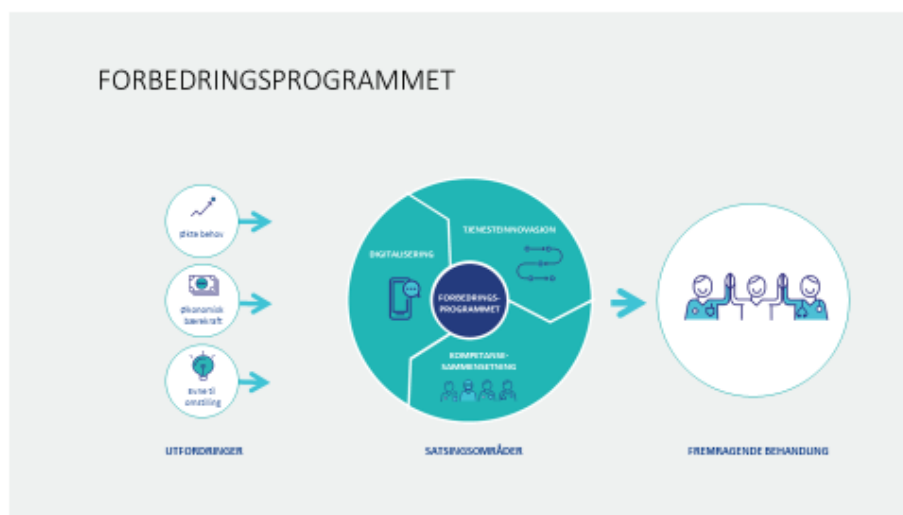 FORBEDRINGSPROGRAMMET
Økte behov
Økonomisk
bærekraft
Evne til
omstilling
DIGITALISERING
TJENESTEINNOVASJON
FORBEDRINGS-
PROGRAMMET
KOMPETANSE-
SAMMENSETNING
UTFORDRINGER
SATSINGSOMRÅDER
FREMRAGENDE BEHANDLING